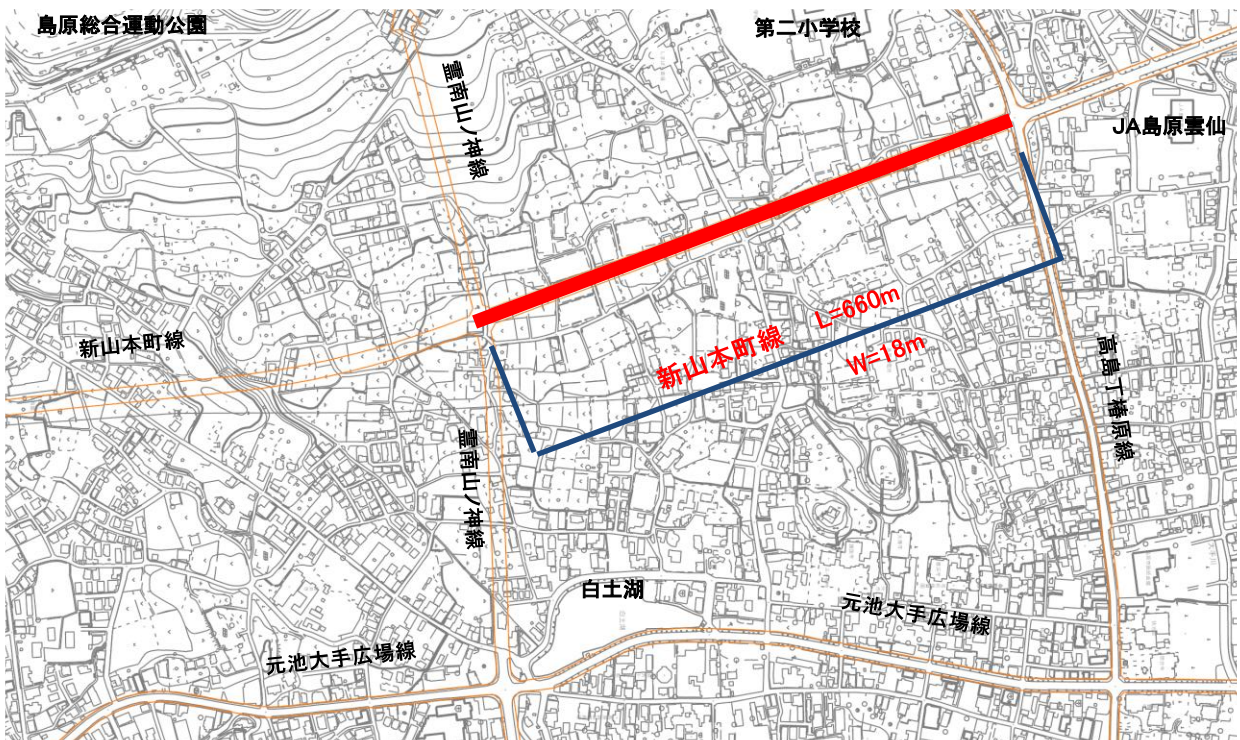 島原総合運動公園
第二小学校
霊南山ノ神線
JA島原雲仙
新山本町線
新山本町線
L=660m
W=18m
高島丁椿原線
霊南山ノ神線
白土湖
元池大手広場線
元池大手広場線